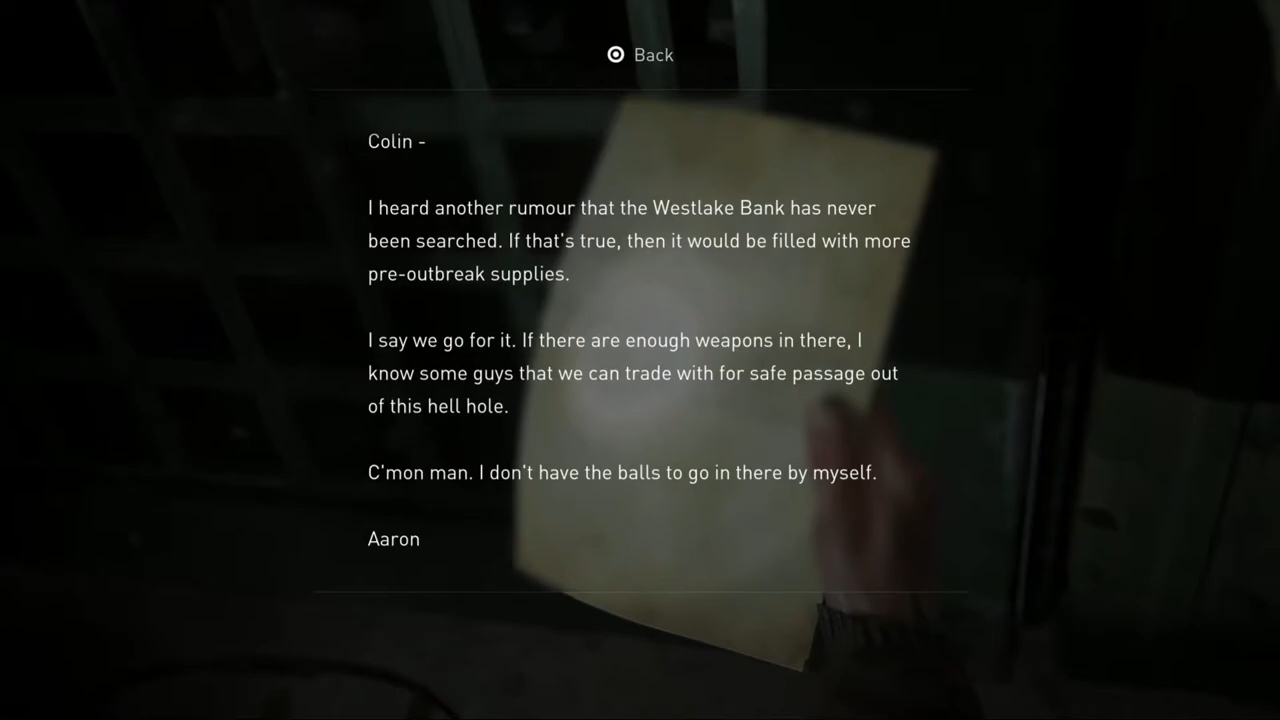 Back
Colin -
I heard another rumour that the Westlake Bank has never
been searched. If that's true, then it would be filled with more
pre-outbreak supplies.
I say we go for it. If there are enough weapons in there, I
know some guys that we can trade with for safe passage out
of this hell hole.
C'mon man. I don't have the balls to go in there by myself.
Aaron